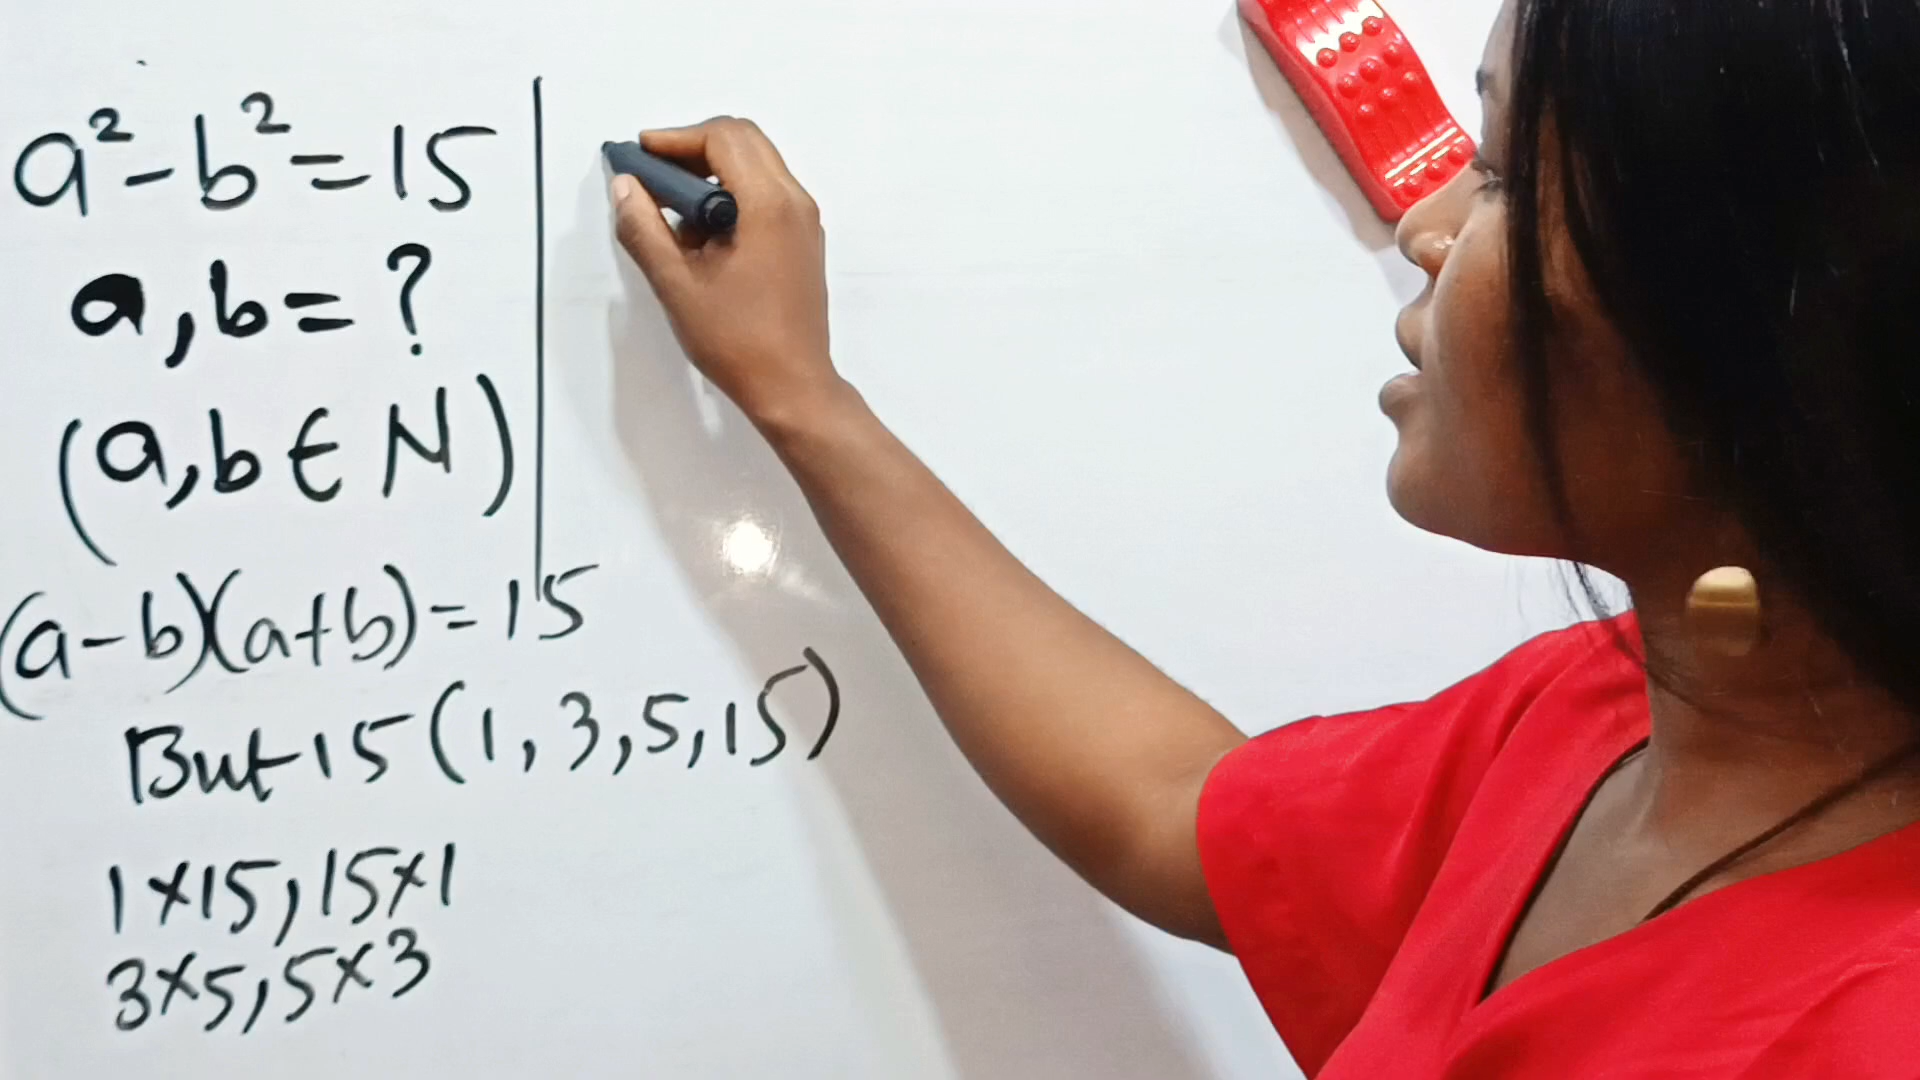 a²-b²=15
a,b=?
(a,b∈N)
(a-b)(a+b)=15
But 15(1,3,5,15)
1×15,15×1
3×5,5×3